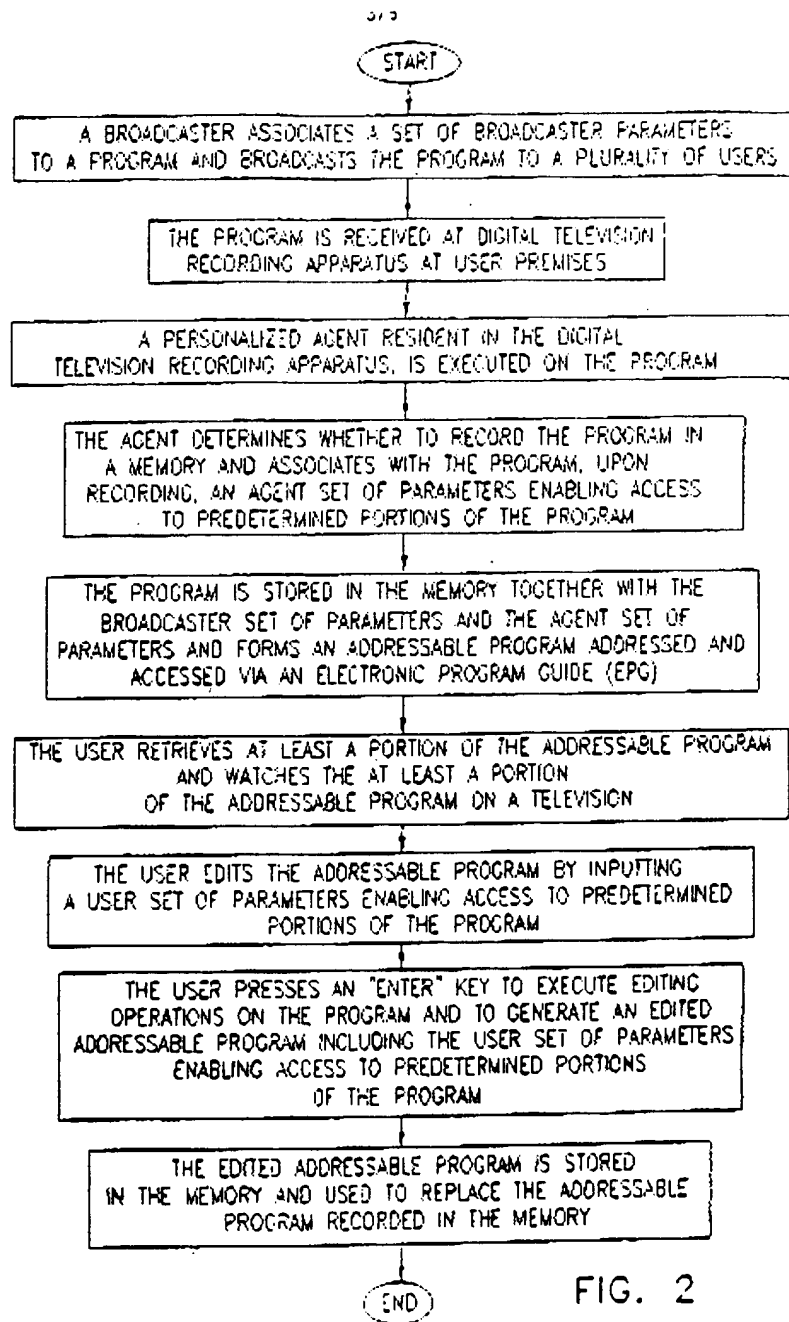 START
A BROADCASTER ASSOCIATES A SET OF BROADCASTER PARAMETERS
TO A PROGRAM AND BROADCASTS THE PROGRAM TO A PLURALITY OF USERS
THE PROGRAM IS RECEIVED AT DIGITAL TELEVISION
RECORDING APPARATUS AT USER PREMISES
A PERSONALIZED AGENT RESIDENT IN THE DIGITAL
TELEVISION RECORDING APPARATUS, IS EXECUTED ON THE PROGRAM
THE AGENT DETERMINES WHETHER TO RECORD THE PROGRAM IN
A MEMORY AND ASSOCIATES WITH THE PROGRAM, UPON
RECORDING, AN AGENT SET OF PARAMETERS ENABLING ACCESS
TO PREDETERMINED PORTIONS OF THE PROGRAM
THE PROGRAM IS STORED IN THE MEMORY TOGETHER WITH THE
BROADCASTER SET OF PARAMETERS AND THE AGENT SET OF
PARAMETERS AND FORMS AN ADDRESSABLE PROGRAM ADDRESSED AND
ACCESSED VIA AN ELECTRONIC PROGRAM GUIDE (EPG)
THE USER RETRIEVES AT LEAST A PORTION OF THE ADDRESSABLE PROGRAM
AND WATCHES THE AT LEAST A PORTION
OF THE ADDRESSABLE PROGRAM ON A TELEVISION
THE USER EDITS THE ADDRESSABLE PROGRAM BY INPUTTING
A USER SET OF PARAMETERS ENABLING ACCESS TO PREDETERMINED
PORTIONS OF THE PROGRAM
THE USER PRESSES AN "ENTER" KEY TO EXECUTE EDITING
OPERATIONS ON THE PROGRAM AND TO GENERATE AN EDITED
ADDRESSABLE PROGRAM INCLUDING THE USER SET OF PARAMETERS
ENABLING ACCESS TO PREDETERMINED PORTIONS
OF THE PROGRAM
THE EDITED ADDRESSABLE PROGRAM IS STORED
IN THE MEMORY AND USED TO REPLACE THE ADDRESSABLE
PROGRAM RECORDED IN THE MEMORY
END
FIG. 2